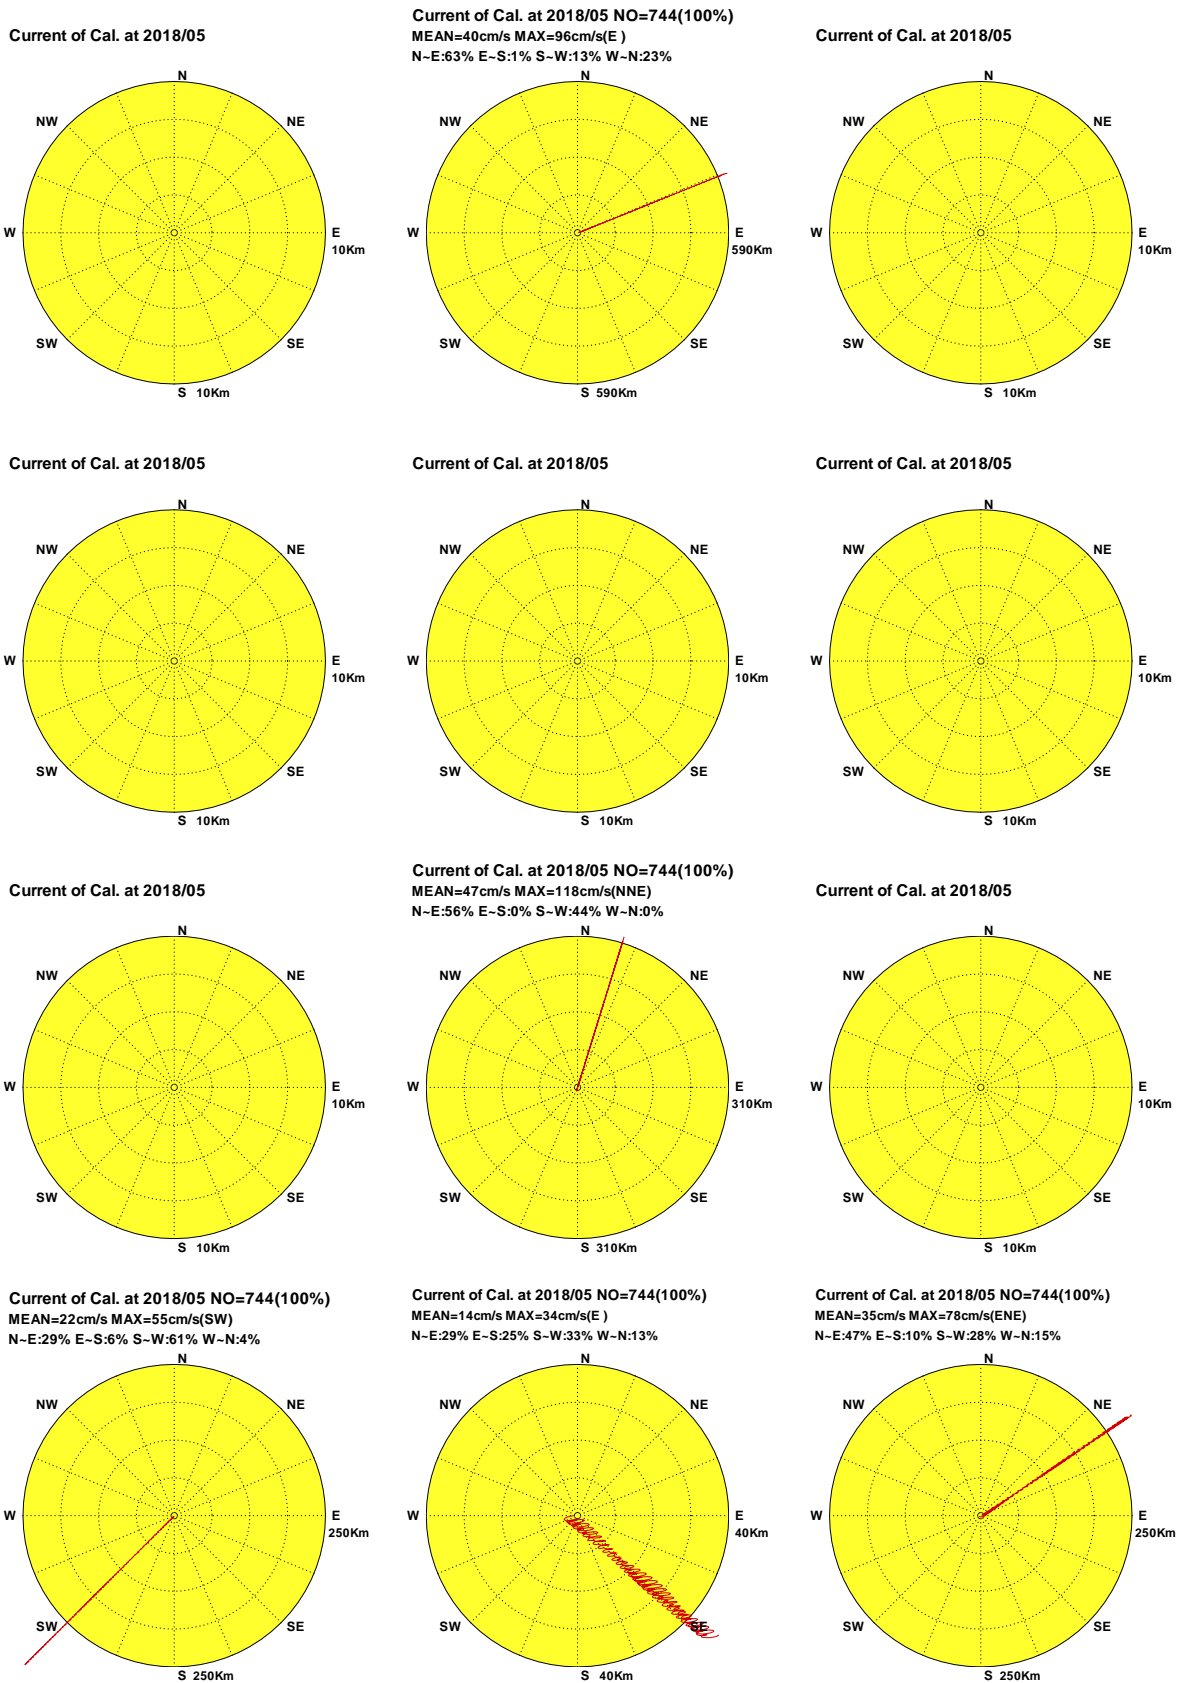 Current of Cal. at 2018/05
N
NW
NE
W
E
10Km
SW
SE
S 10Km
Current of Cal. at 2018/05 NO=744(100%)
MEAN=40cm/s MAX=96cm/s(E )
N~E:63% E~S:1% S~W:13% W~N:23%
N
NW
NE
W
E
590Km
SW
SE
S 590Km
Current of Cal. at 2018/05
N
NW
NE
W
E
10Km
SW
SE
S 10Km
Current of Cal. at 2018/05
N
NW
NE
W
E
10Km
SW
SE
S 10Km
Current of Cal. at 2018/05
N
NW
NE
W
E
10Km
SW
SE
S 10Km
Current of Cal. at 2018/05
N
NW
NE
W
E
10Km
SW
SE
S 10Km
Current of Cal. at 2018/05
N
NW
NE
W
E
10Km
SW
SE
S 10Km
Current of Cal. at 2018/05 NO=744(100%)
MEAN=47cm/s MAX=118cm/s(NNE)
N~E:56% E~S:0% S~W:44% W~N:0%
N
NW
NE
W
E
310Km
SW
SE
S 310Km
Current of Cal. at 2018/05
N
NW
NE
W
E
10Km
SW
SE
S 10Km
Current of Cal. at 2018/05 NO=744(100%)
MEAN=22cm/s MAX=55cm/s(SW)
N~E:29% E~S:6% S~W:61% W~N:4%
N
NW
NE
W
E
250Km
SW
SE
S 250Km
Current of Cal. at 2018/05 NO=744(100%)
MEAN=14cm/s MAX=34cm/s(E )
N~E:29% E~S:25% S~W:33% W~N:13%
N
NW
NE
W
E
40Km
SW
SE
S 40Km
Current of Cal. at 2018/05 NO=744(100%)
MEAN=35cm/s MAX=78cm/s(ENE)
N~E:47% E~S:10% S~W:28% W~N:15%
N
NW
NE
W
E
250Km
SW
SE
S 250Km